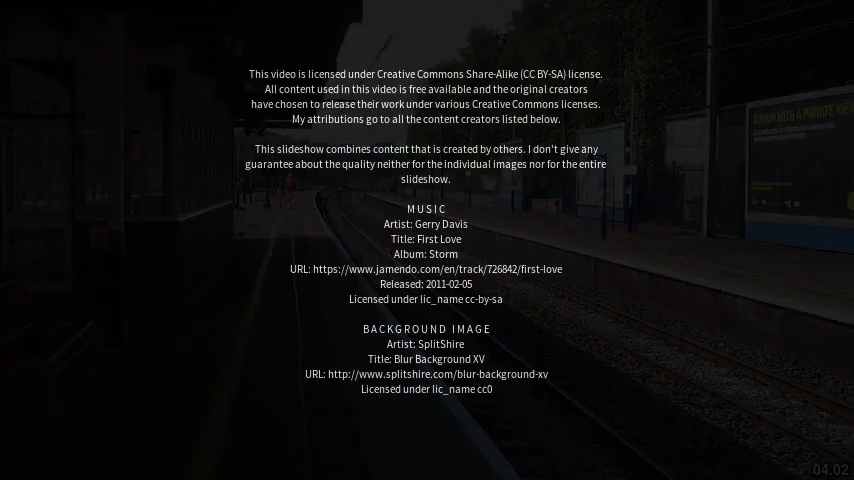 This video is licensed under Creative Commons Share-Alike (CC BY-SA) license.
All content used in this video is free available and the original creators
have chosen to release their work under various Creative Commons licenses.
My attributions go to all the content creators listed below.
This slideshow combines content that is created by others. I don't give any
guarantee about the quality neither for the individual images nor for the entire
slideshow.
MUSIC
Artist: Gerry Davis
Title: First Love
Album: Storm
URL: https://www.jamendo.com/en/track/726842/first-love
Released: 2011-02-05
Licensed under lic_name cc-by-sa
BACKGROUND IMAGE
Artist: SplitShire
Title: Blur Background XV
URL: http://www.splitshire.com/blur-background-xv
Licensed under lic_name cc0
A ROOM WITH A PRIVATE VIEW
04.02